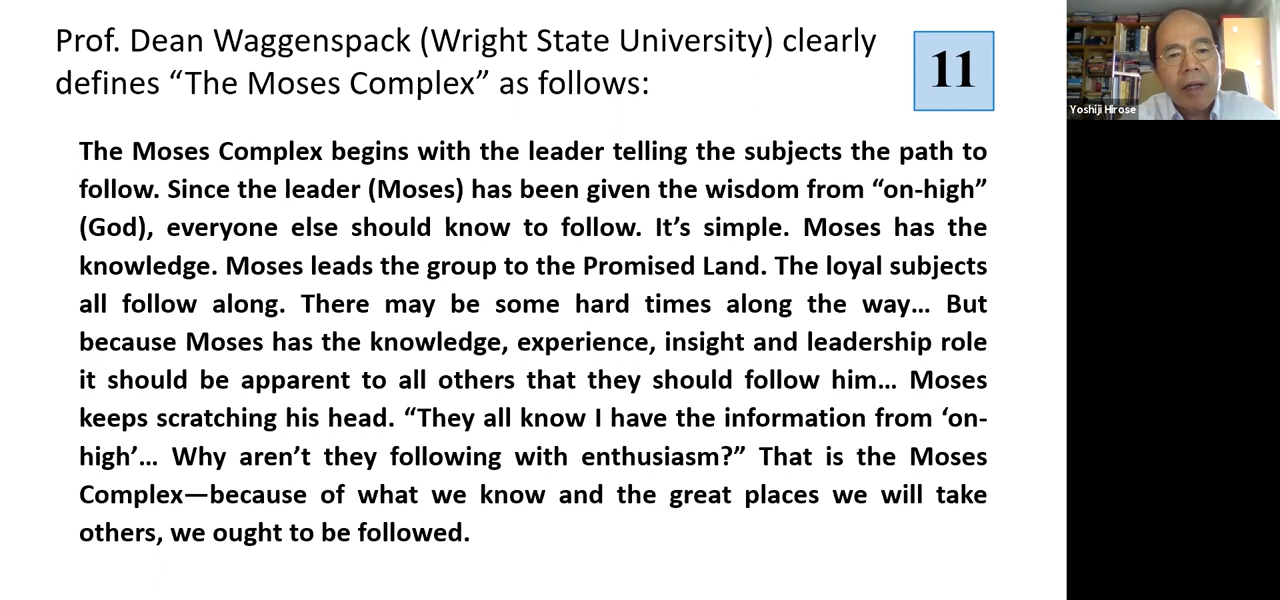 Prof. Dean Waggenspack (Wright State University) clearly
defines “The Moses Complex” as follows:
11
The Moses Complex begins with the leader telling the subjects the path to
follow. Since the leader (Moses) has been given the wisdom from “on-high”
(God), everyone else should know to follow. It’s simple. Moses has the
knowledge. Moses leads the group to the Promised Land. The loyal subjects
all follow along. There may be some hard times along the way… But
because Moses has the knowledge, experience, insight and leadership role
it should be apparent to all others that they should follow him… Moses
keeps scratching his head. “They all know I have the information from ‘on-
high’… Why aren’t they following with enthusiasm?” That is the Moses
Complex—because of what we know and the great places we will take
others, we ought to be followed.
Yoshiji Hirose